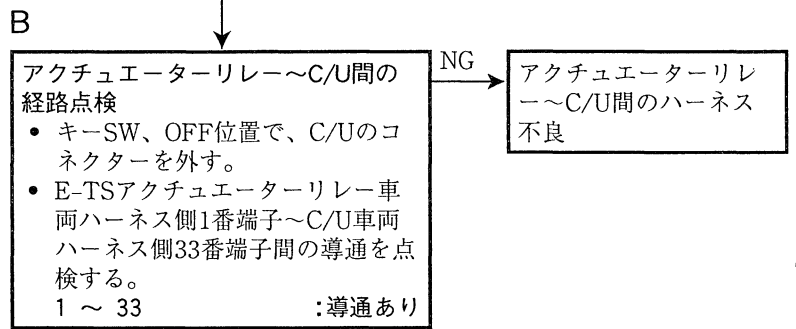 B
アクチュエーターリレー～C/U間の
経路点検
• キーSW、OFF位置で、C/Uのコ
ネクターを外す。
• E-TSアクチュエーターリレー車
両ハーネス側1番端子～C/U車両
ハーネス側33番端子間の導通を点
検する。
1 ～ 33 :導通あり
NG
アクチュエーターリレ
ー～C/U間のハーネス
不良